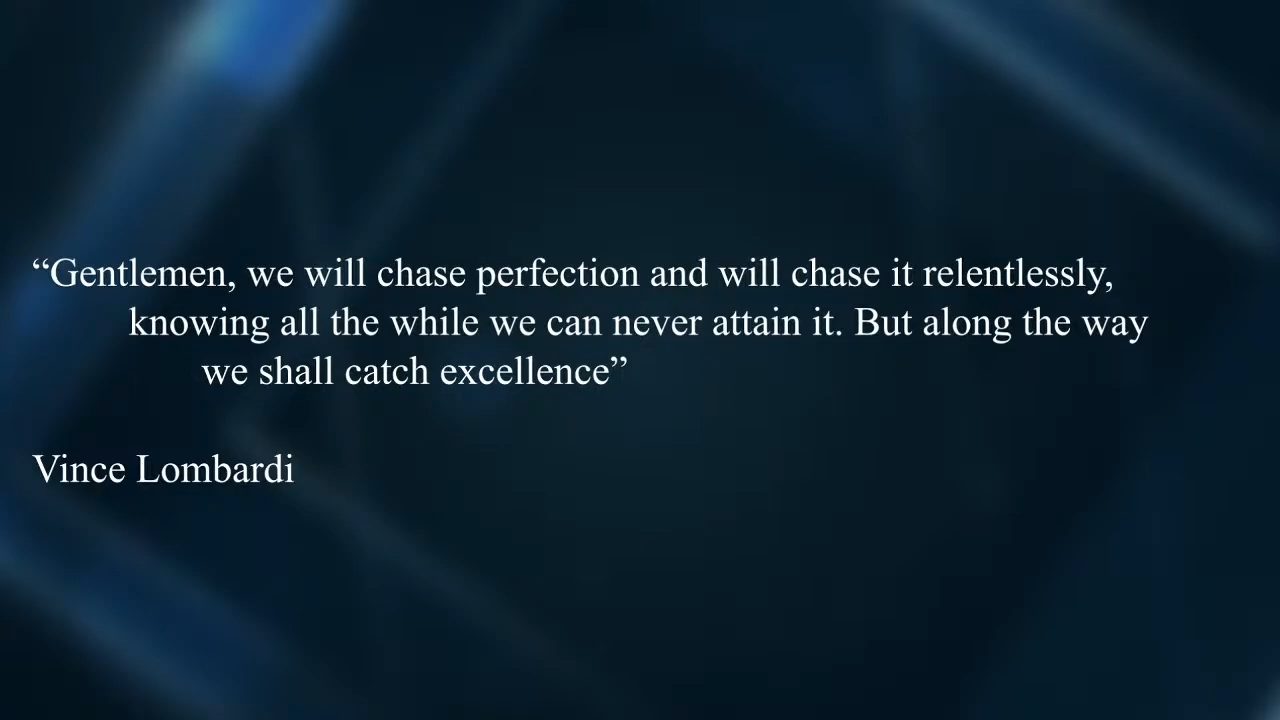 “Gentlemen, we will chase perfection and will chase it relentlessly,
knowing all the while we can never attain it. But along the way
we shall catch excellence”
Vince Lombardi